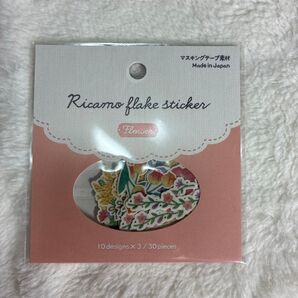 マスキングテープ素材
Made in Japan
Ricamo flake sticker
Flower
10 designs × 3 / 30 pieces